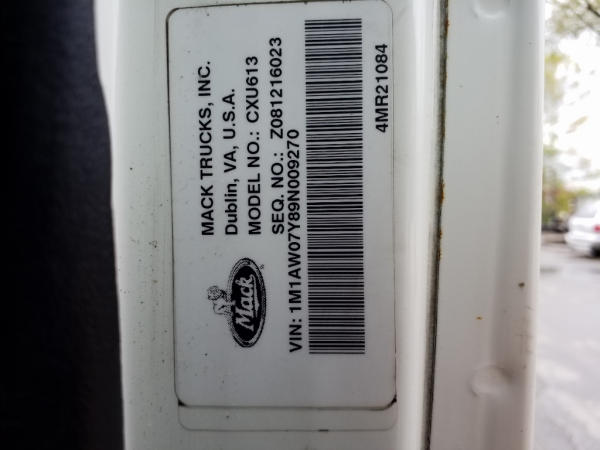 MACK TRUCKS, INC.
Dublin, VA, U.S.A.
MODEL NO.: CXU613
SEQ. NO.: Z081216023
Mack
VIN: 1M1AW07Y89N009270
4MR21084